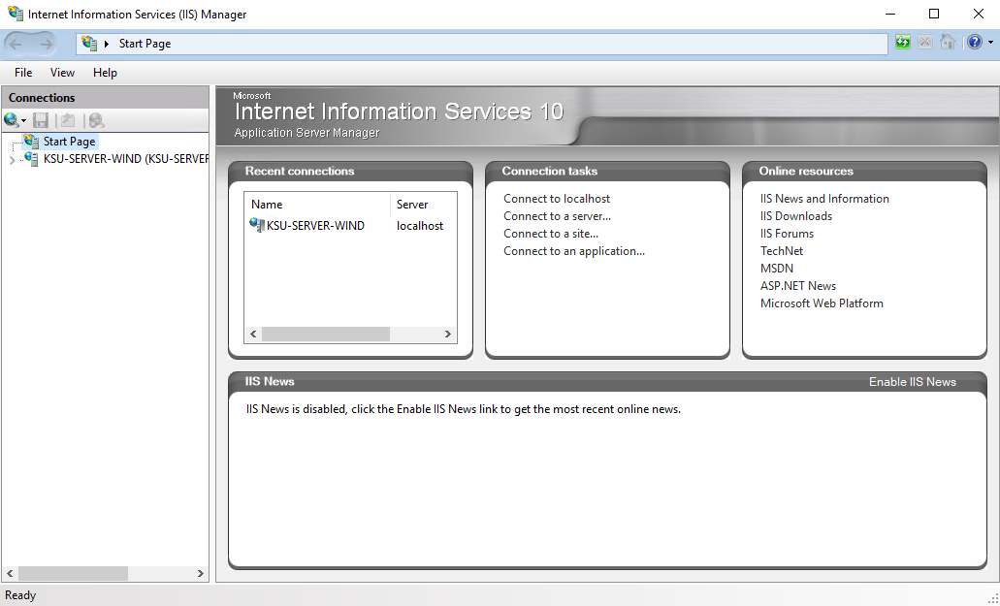 Internet Information Services (IIS) Manager
Start Page
File View Help
Connections
Start Page
KSU-SERVER-WIND (KSU-SERVER
Microsoft
Internet Information Services 10
Application Server Manager
Recent connections
Name Server
KSU-SERVER-WIND localhost
Connection tasks
Connect to localhost
Connect to a server...
Connect to a site...
Connect to an application...
Online resources
IIS News and Information
IIS Downloads
IIS Forums
TechNet
MSDN
ASP.NET News
Microsoft Web Platform
IIS News Enable IIS News
IIS News is disabled, click the Enable IIS News link to get the most recent online news.
Ready